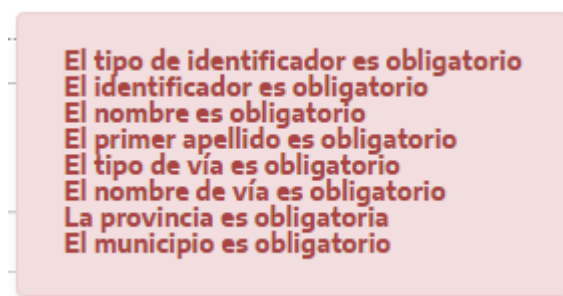 El tipo de identificador es obligatorio
El identificador es obligatorio
El nombre es obligatorio
El primer apellido es obligatorio
El tipo de vía es obligatorio
El nombre de vía es obligatorio
La provincia es obligatoria
El municipio es obligatorio